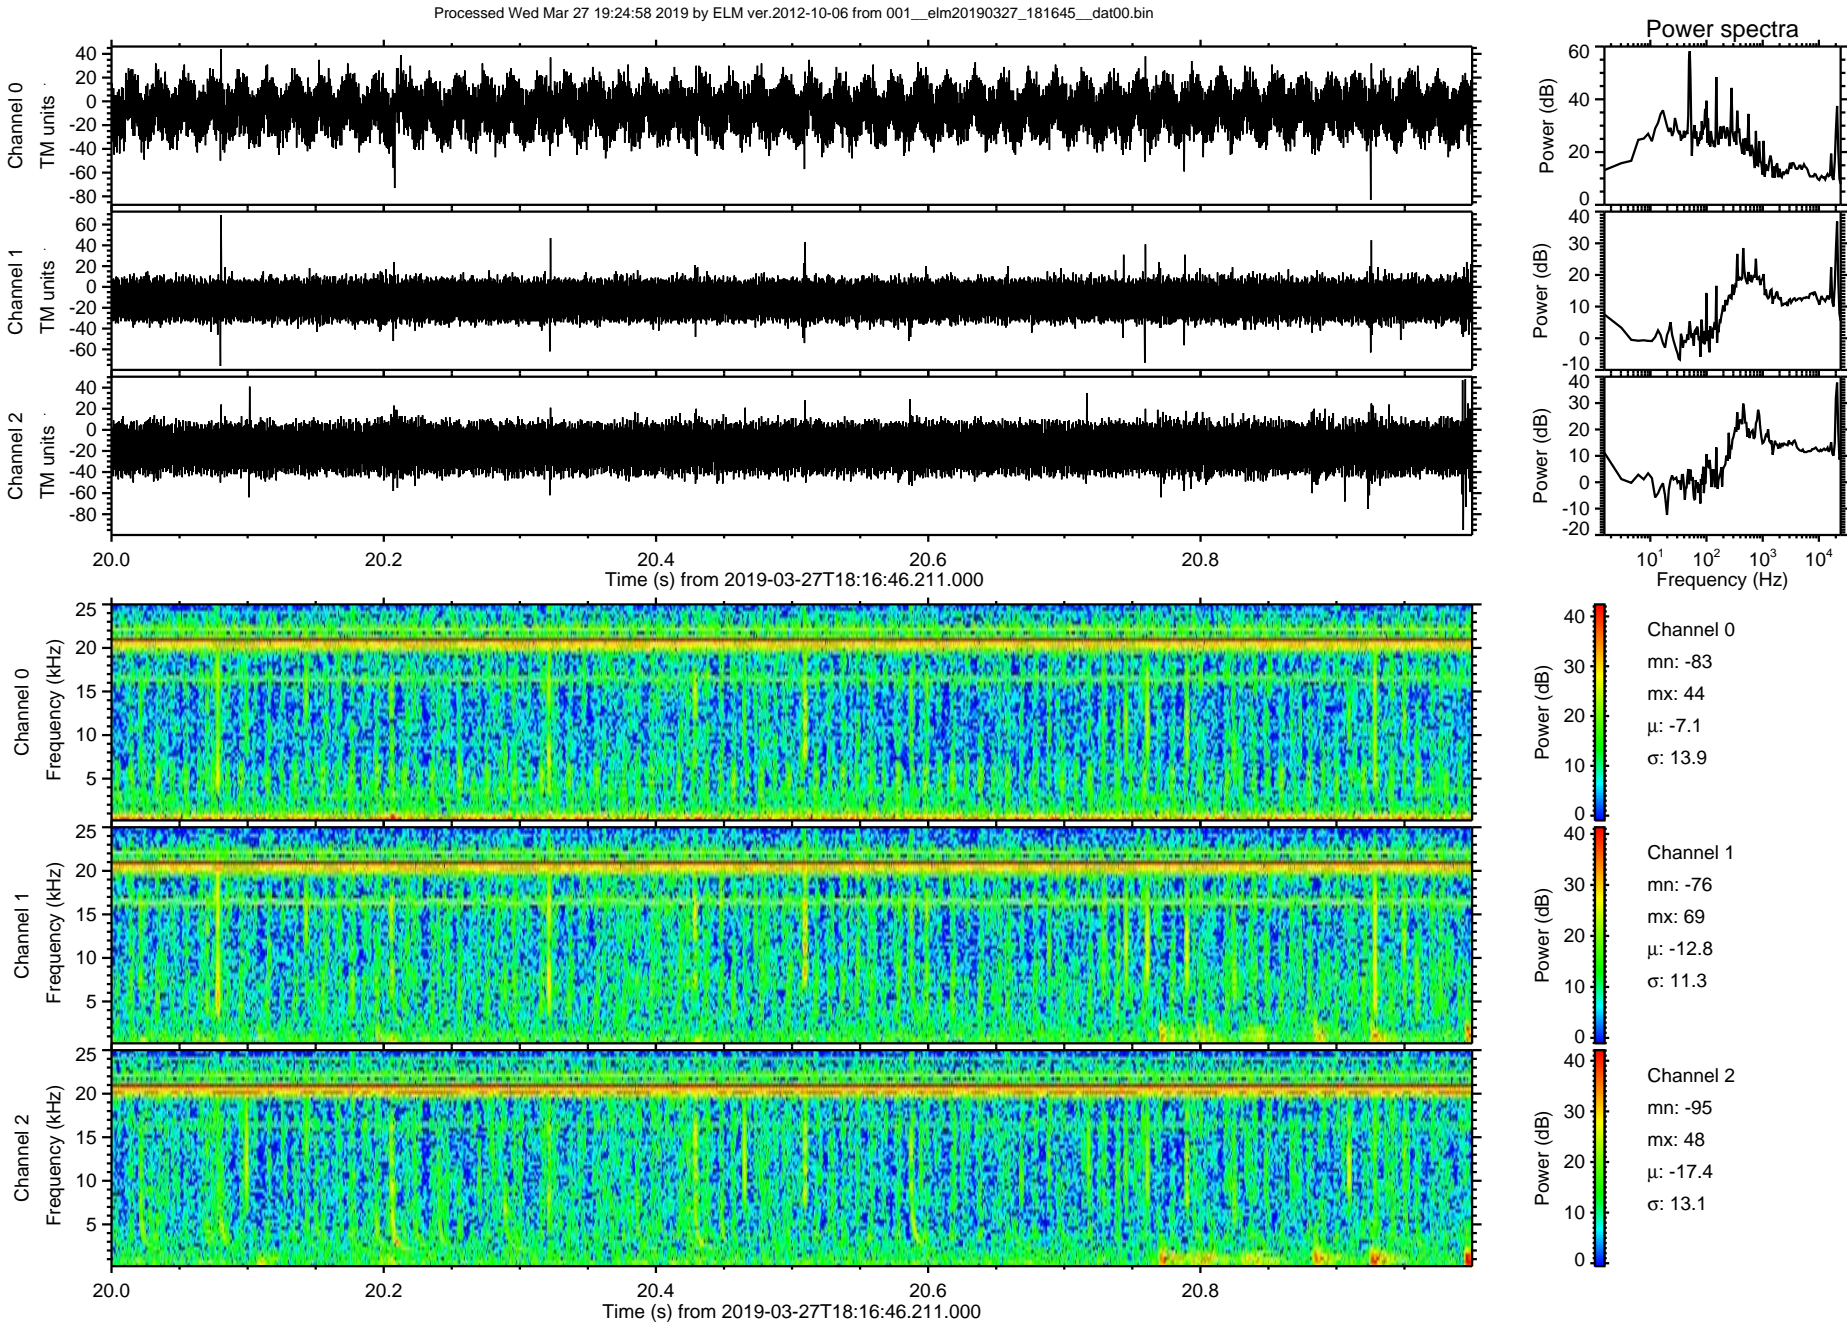 Processed Wed Mar 27 19:24:58 2019 by ELM ver.2012-10-06 from 001__elm20190327_181645__dat00.bin
Power spectra
Channel 0
TM units
40
20
0
-20
-40
-60
-80
Power (dB)
60
40
20
0
Channel 1
TM units
60
40
20
0
-20
-40
-60
Power (dB)
40
30
20
10
0
-10
Channel 2
TM units
40
20
0
-20
-40
-60
-80
Power (dB)
40
30
20
10
0
-10
-20
20.0 20.2 20.4 20.6 20.8
Time (s) from 2019-03-27T18:16:46.211.000
10^1 10^2 10^3 10^4
Frequency (Hz)
Channel 0
Frequency (kHz)
25
20
15
10
5
Power (dB)
40
30
20
10
0
Channel 0
mn: -83
mx: 44
μ: -7.1
σ: 13.9
Channel 1
Frequency (kHz)
25
20
15
10
5
Power (dB)
40
30
20
10
0
Channel 1
mn: -76
mx: 69
μ: -12.8
σ: 11.3
Channel 2
Frequency (kHz)
25
20
15
10
5
Power (dB)
40
30
20
10
0
Channel 2
mn: -95
mx: 48
μ: -17.4
σ: 13.1
20.0 20.2 20.4 20.6 20.8
Time (s) from 2019-03-27T18:16:46.211.000